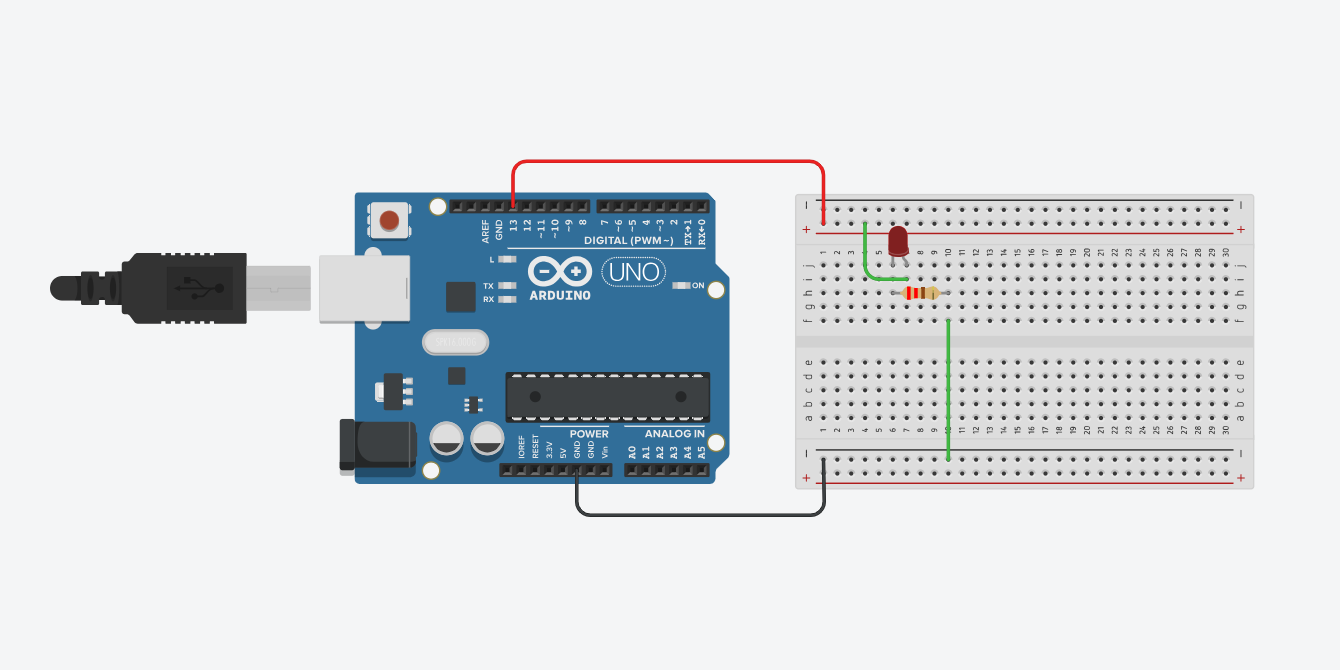 AREF
GND
13
12
~11
~10
~9
8
7
~6
~5
4
~3
2
TX→1
RX←0
DIGITAL (PWM~)
L
TX
RX
ARDUINO
UNO
ON
POWER
ANALOG IN
IOREF
RESET
3.3V
5V
GND
GND
Vin
A0
A1
A2
A3
A4
A5
− −
+ +
1 2 3 4 5 6 7 8 9 10 11 12 13 14 15 16 17 18 19 20 21 22 23 24 25 26 27 28 29 30
j j
i i
h h
g g
f f
e e
d d
c c
b b
a a
1 2 3 4 5 6 7 8 9 10 11 12 13 14 15 16 17 18 19 20 21 22 23 24 25 26 27 28 29 30
− −
+ +